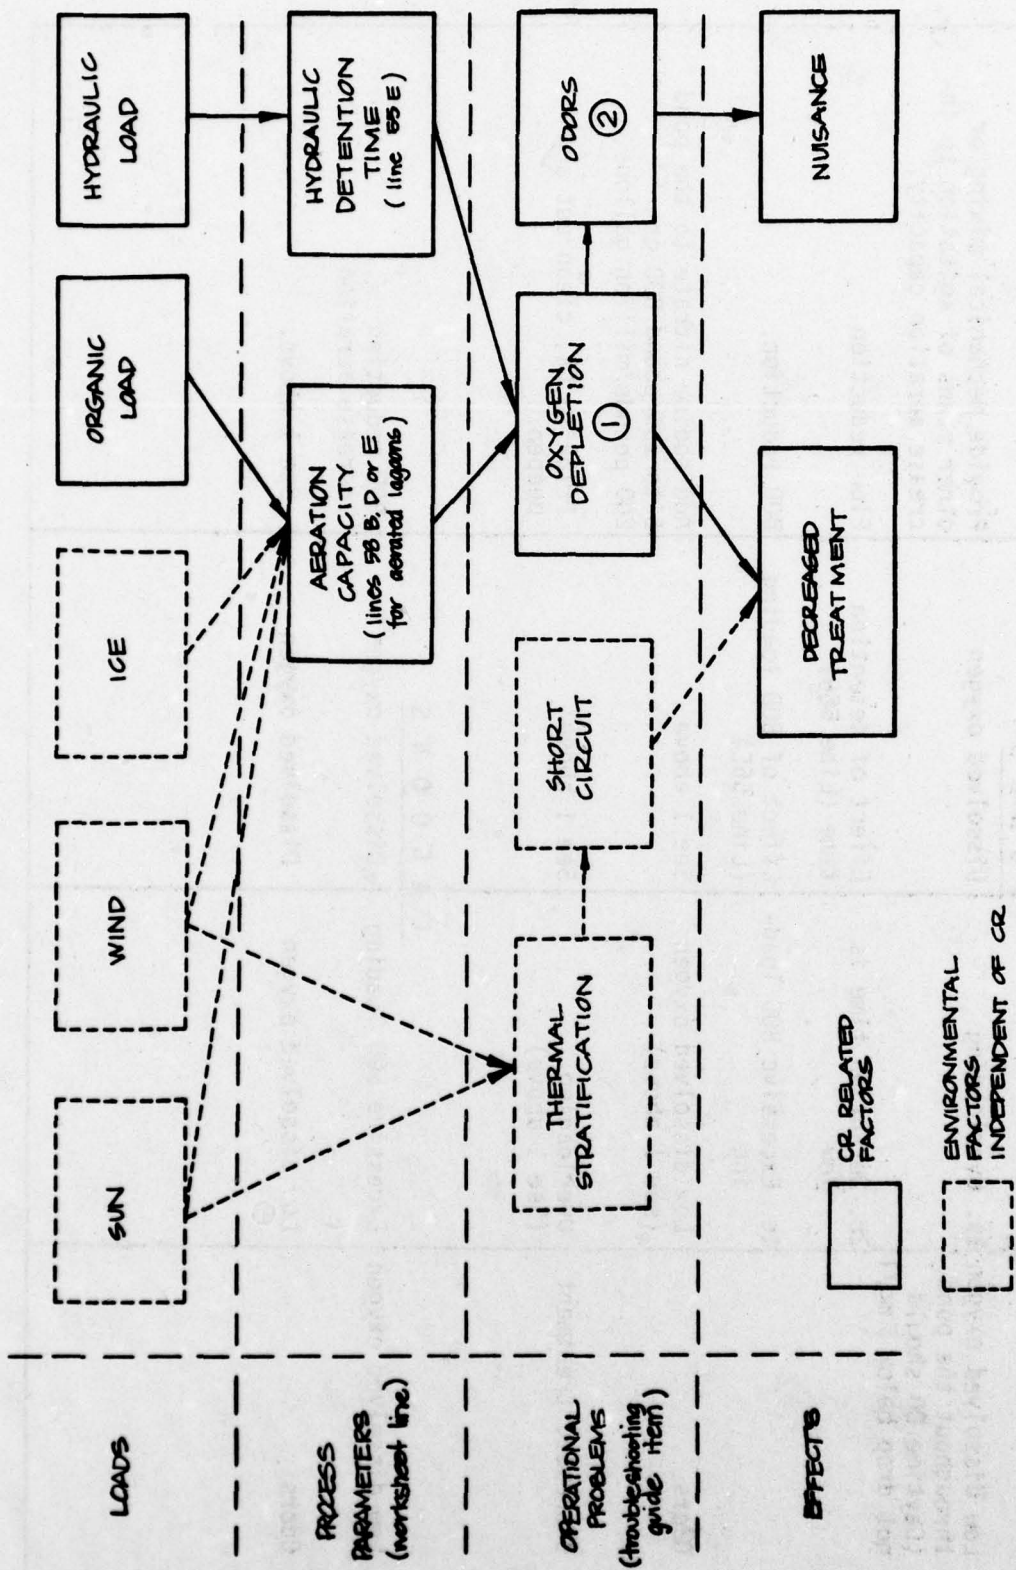 LOADS
SUN
WIND
ICE
ORGANIC
LOAD
HYDRAULIC
LOAD
PROCESS
PARAMETERS
(worksheet line)
AERATION
CAPACITY
(lines 5B B, D or E
for aerated lagoons)
HYDRAULIC
DETENTION
TIME
(line 5B E)
OPERATIONAL
PROBLEMS
(troubleshooting
guide item)
THERMAL
STRATIFICATION
SHORT
CIRCUIT
OXYGEN
DEPLETION
1
ODORS
2
EFFECTS
DECREASED
TREATMENT
NUISANCE
CR RELATED
FACTORS
ENVIRONMENTAL
FACTORS
INDEPENDENT OF CR